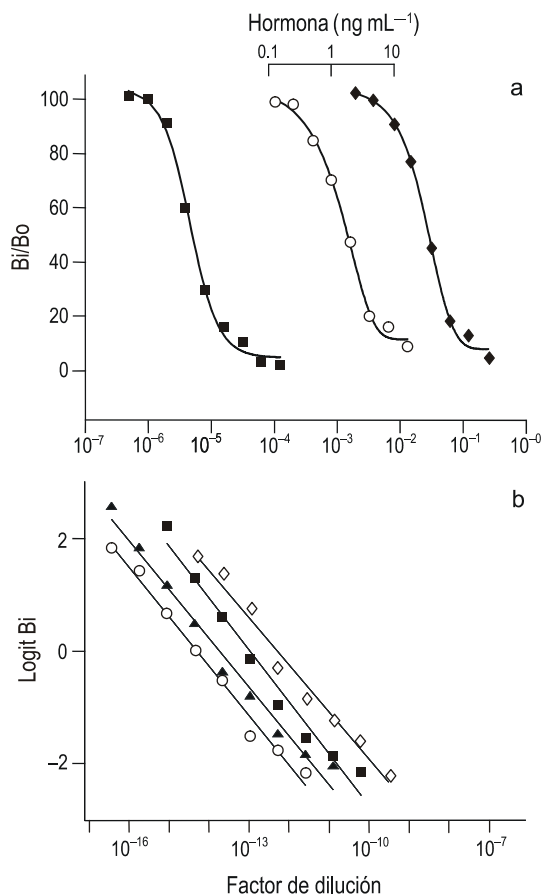 Hormona (ng mL⁻¹)
0.1 1 10
a
100
80
60
40
20
0
Bi/Bo
10⁻⁷ 10⁻⁶ 10⁻⁵ 10⁻⁴ 10⁻³ 10⁻² 10⁻¹ 10⁻⁰
b
2
0
−2
Logit Bi
10⁻¹⁶ 10⁻¹³ 10⁻¹⁰ 10⁻⁷
Factor de dilución